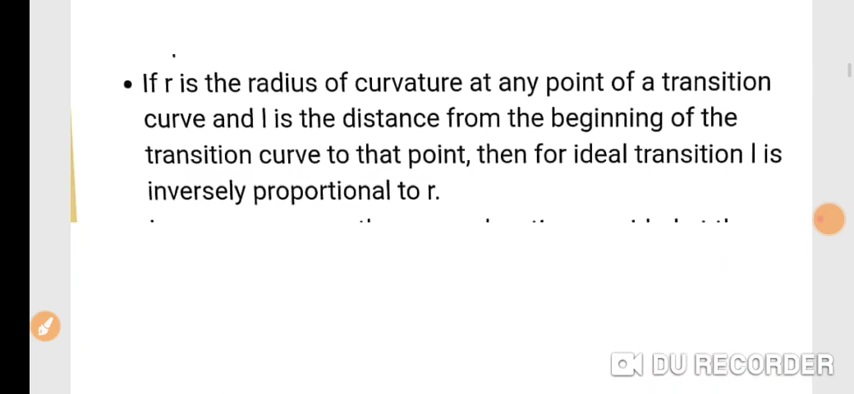 • If r is the radius of curvature at any point of a transition
curve and l is the distance from the beginning of the
transition curve to that point, then for ideal transition l is
inversely proportional to r.
DU RECORDER